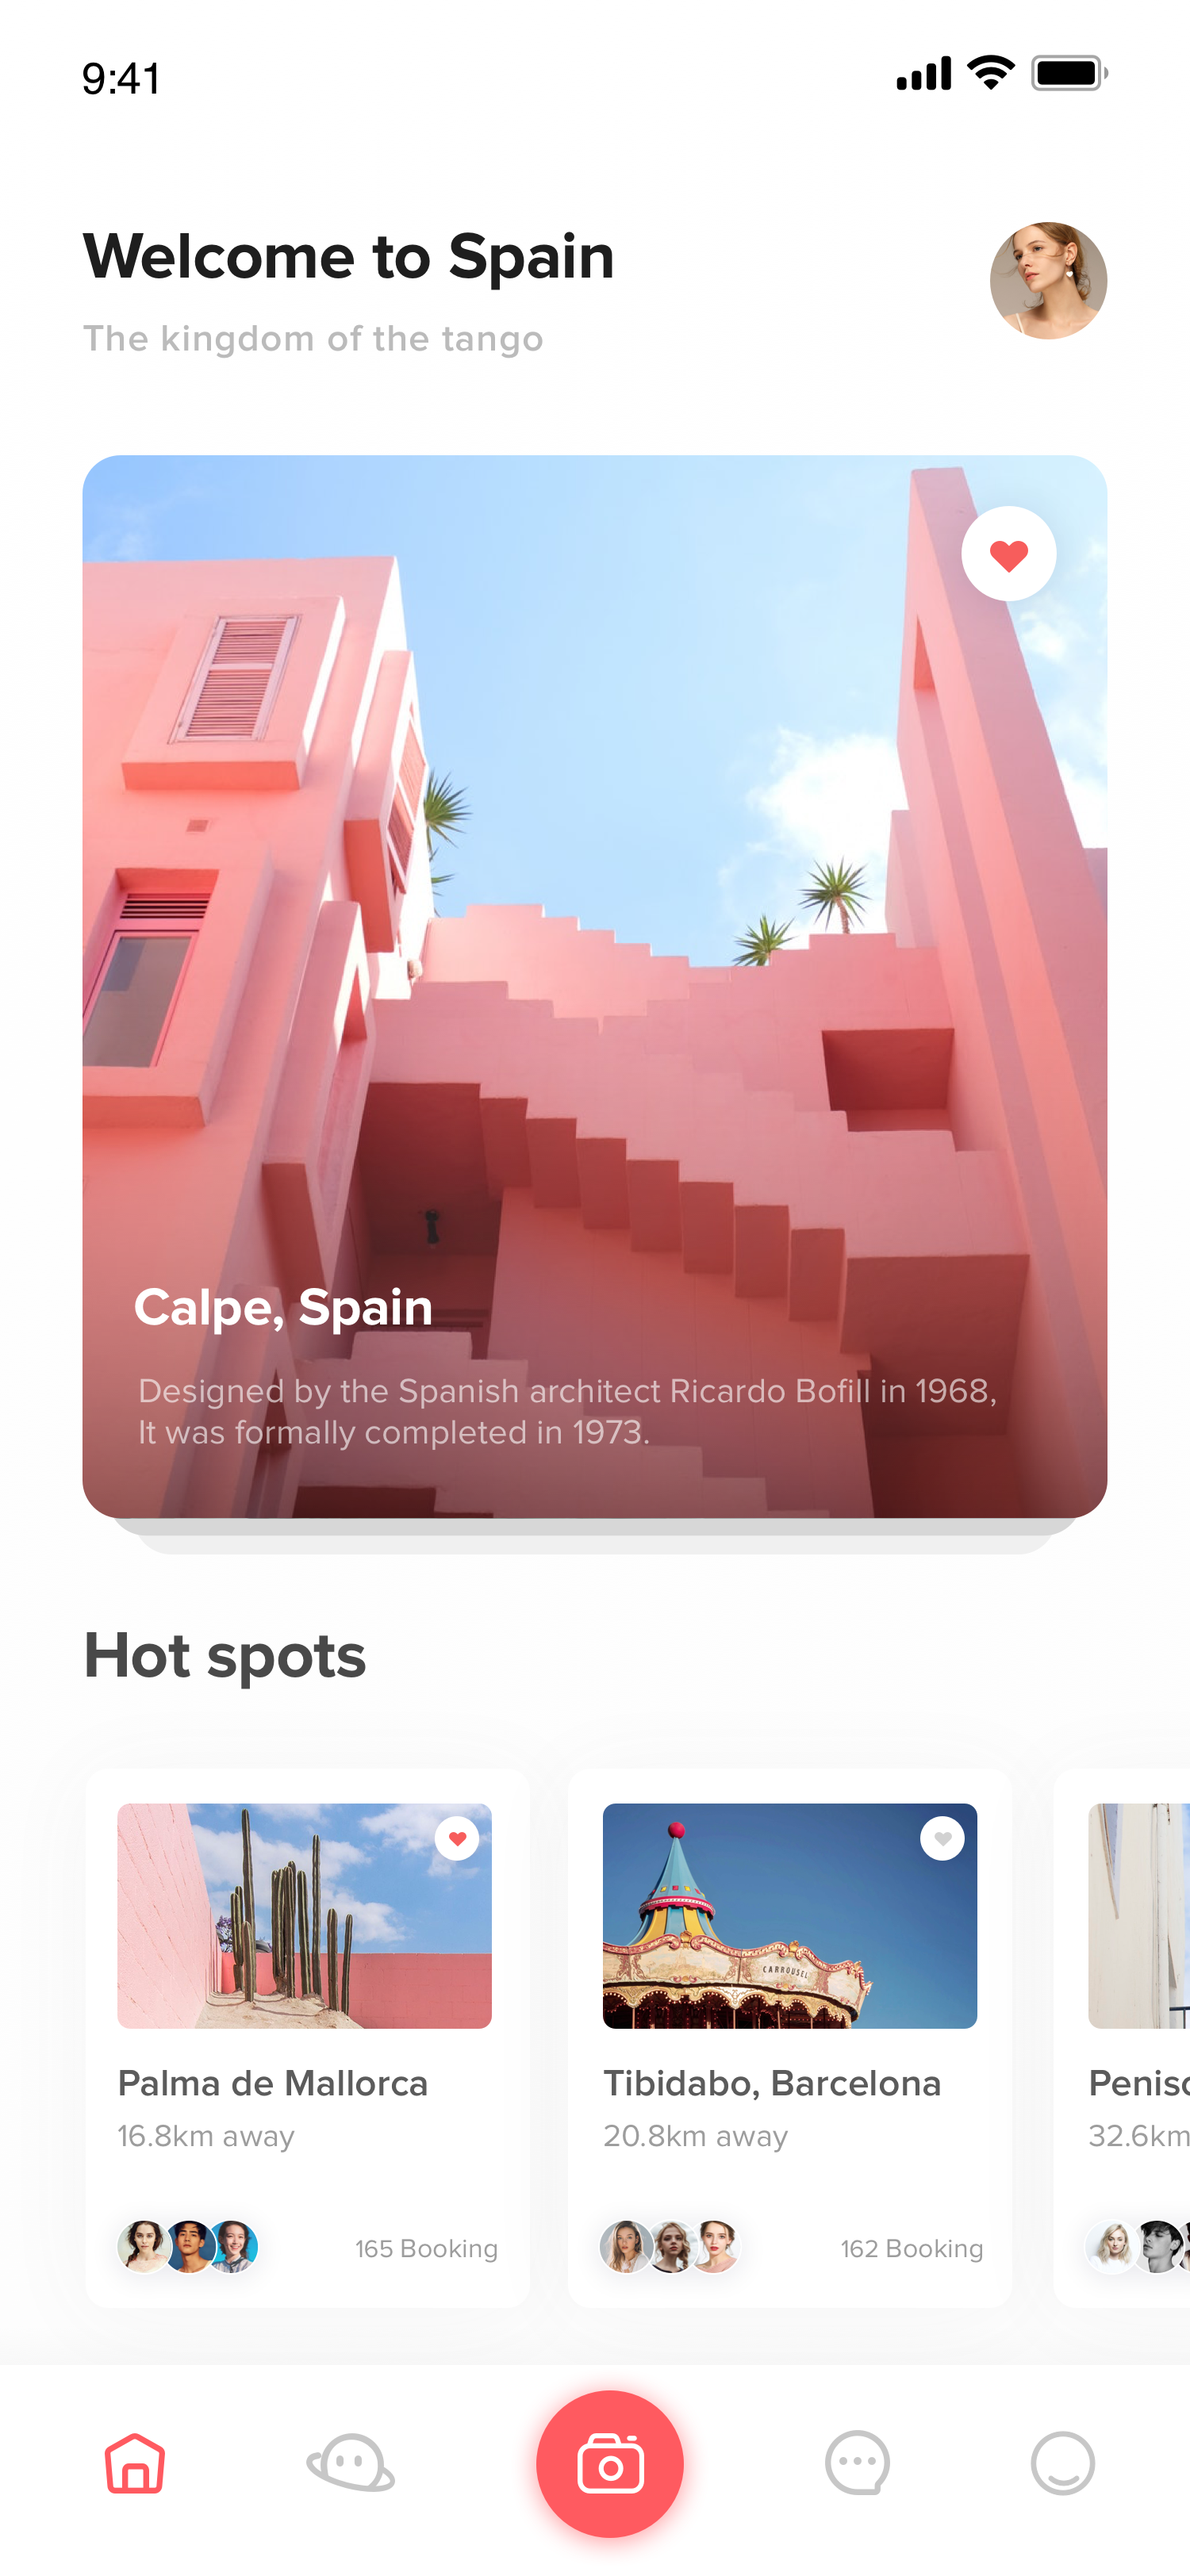 9:41
Welcome to Spain
The kingdom of the tango
Calpe, Spain
Designed by the Spanish architect Ricardo Bofill in 1968,
It was formally completed in 1973.
Hot spots
CARROUSEL
Palma de Mallorca
Tibidabo, Barcelona
16.8km away
20.8km away
32.6km
165 Booking
162 Booking